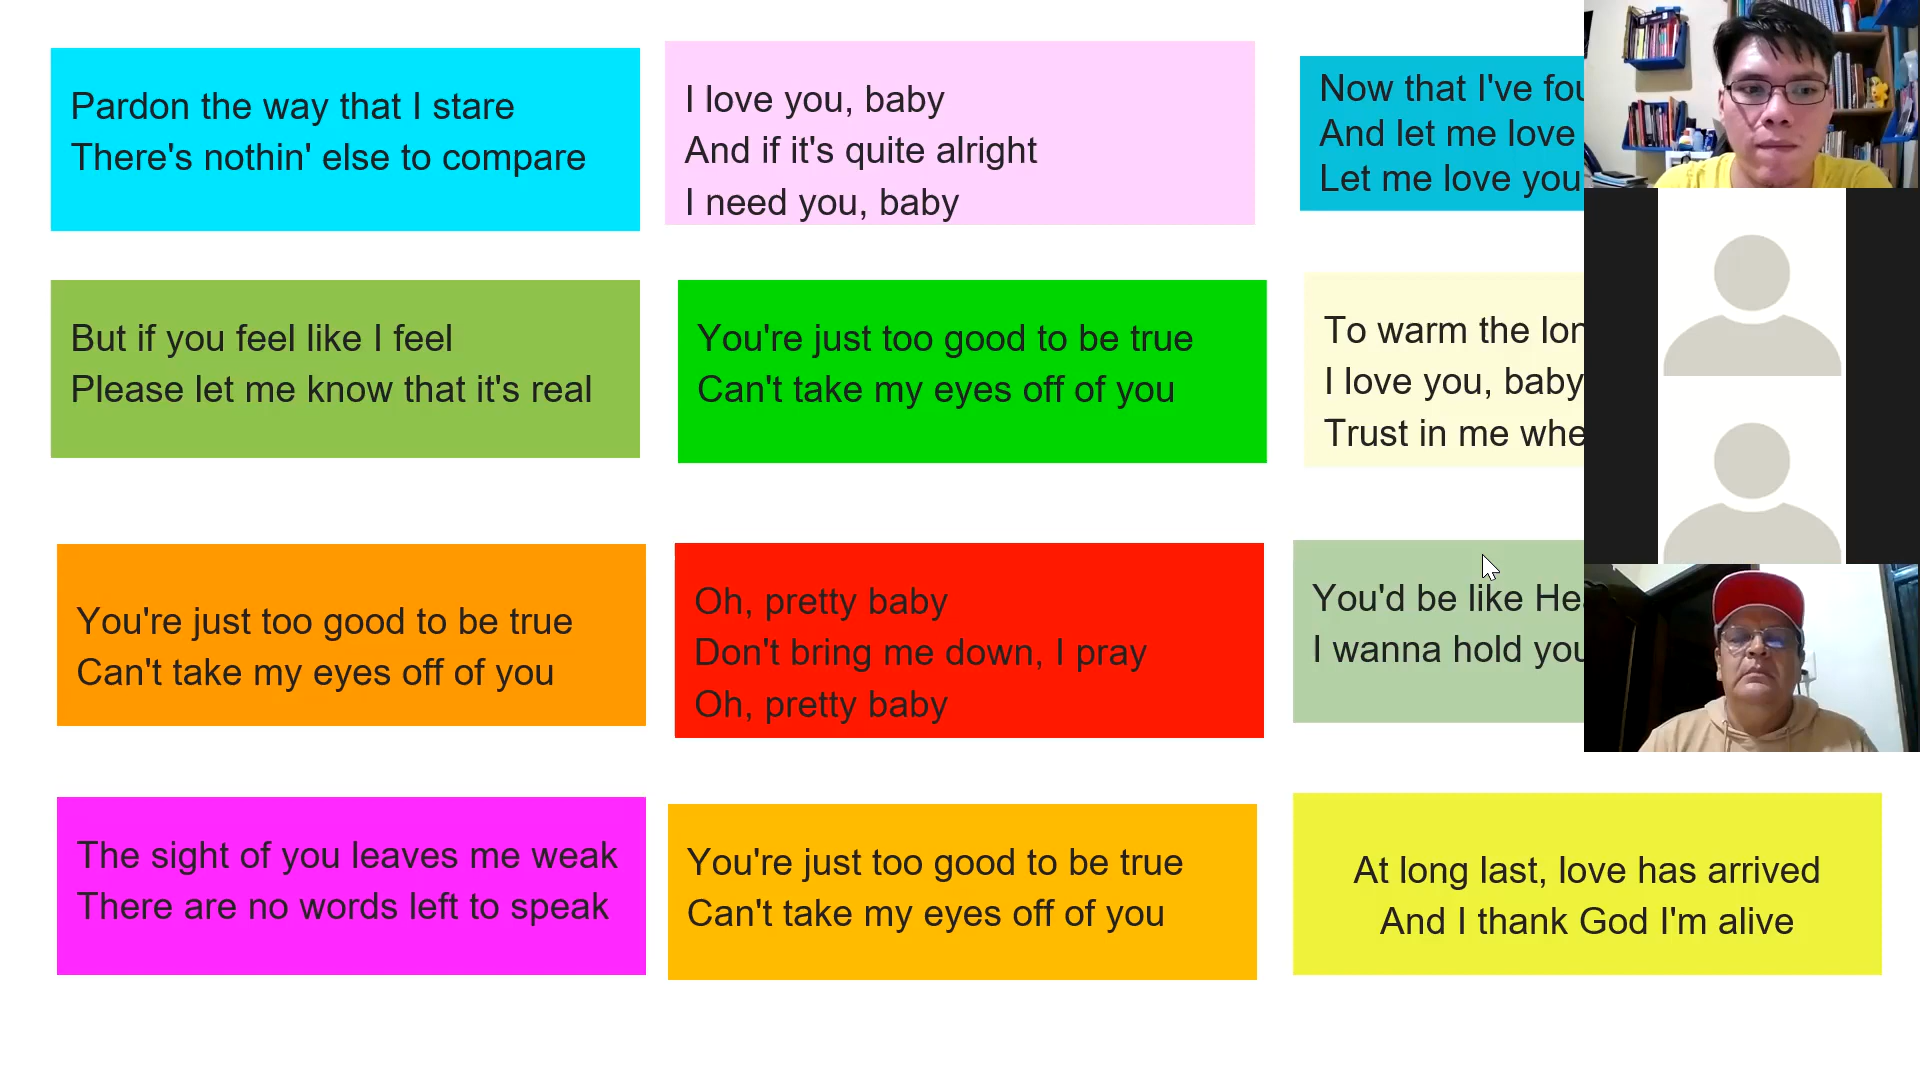 Pardon the way that I stare
There's nothin' else to compare
I love you, baby
And if it's quite alright
I need you, baby
Now that I've
And let me love
Let me love you
But if you feel like I feel
Please let me know that it's real
You're just too good to be true
Can't take my eyes off of you
To warm the
I love you, baby
Trust in me
You're just too good to be true
Can't take my eyes off of you
Oh, pretty baby
Don't bring me down, I pray
Oh, pretty baby
You'd be like
I wanna hold
The sight of you leaves me weak
There are no words left to speak
You're just too good to be true
Can't take my eyes off of you
At long last, love has arrived
And I thank God I'm alive